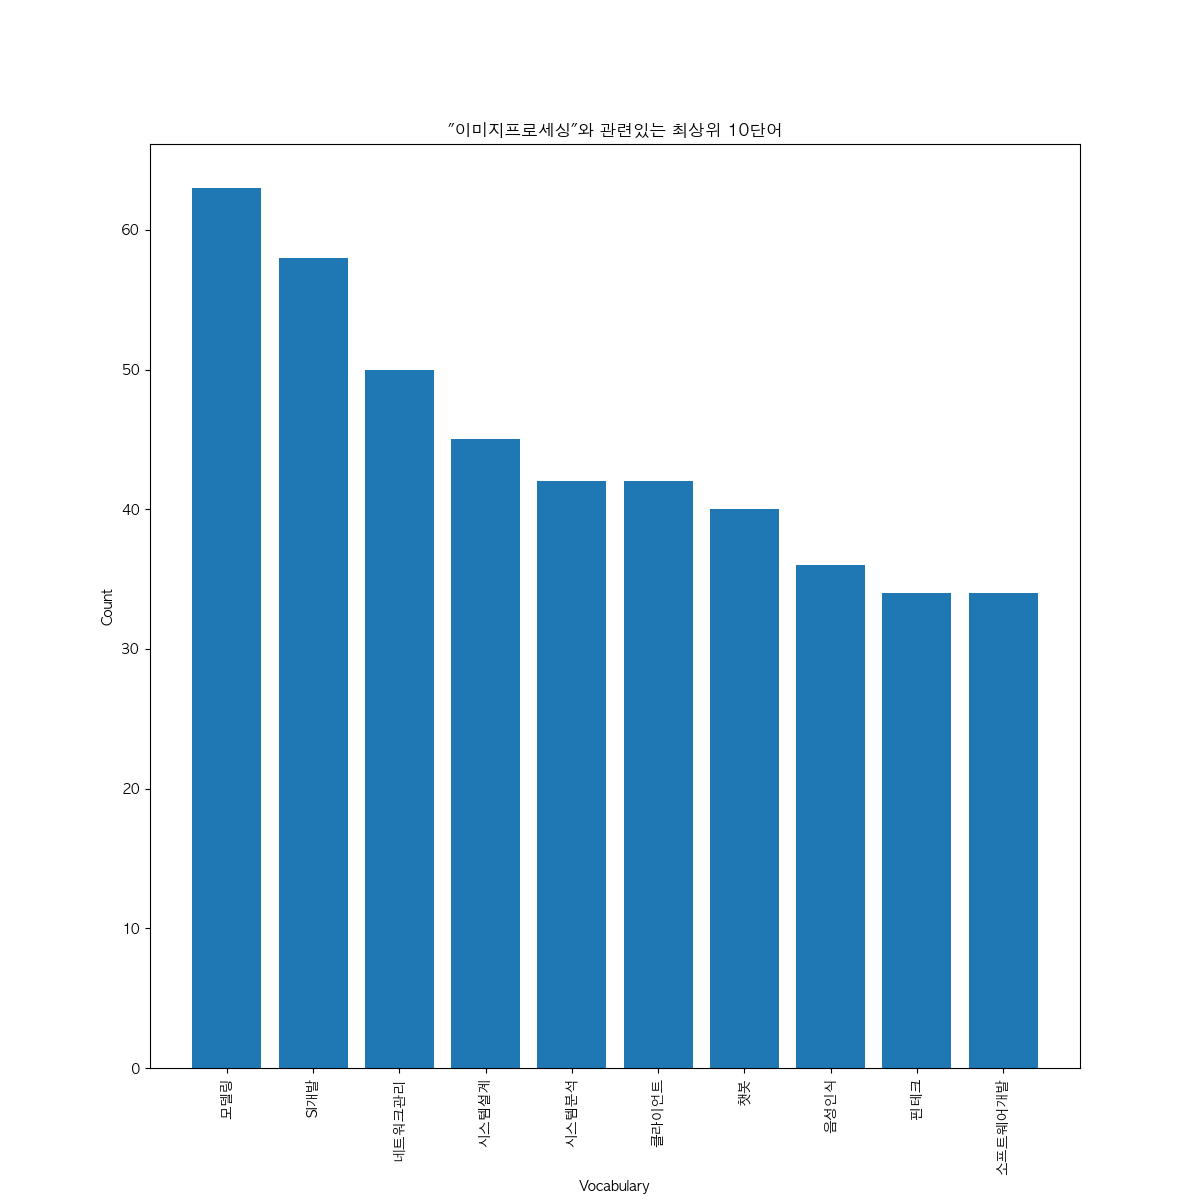 "이미지프로세싱"와 관련있는 최상위 10단어
60
50
40
30
20
10
0
Count
모델링
SI개발
네트워크관리
시스템설계
시스템분석
클라이언트
챗봇
음성인식
핀테크
소프트웨어개발
Vocabulary